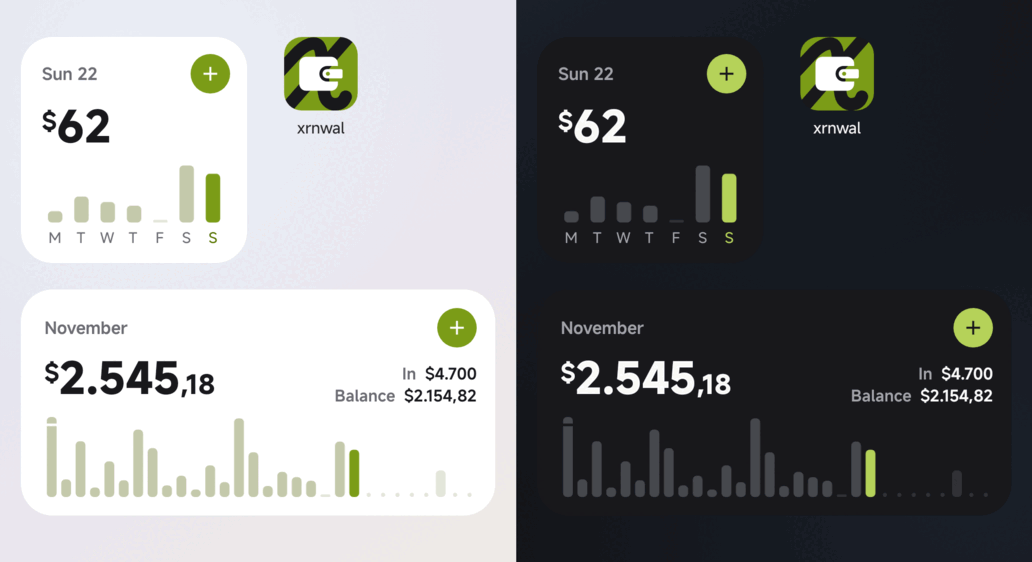 Sun 22
+
$62
M T W T F S S
xrnwal
November
+
$2.545,18
In $4.700
Balance $2.154,82
Sun 22
+
$62
M T W T F S S
xrnwal
November
+
$2.545,18
In $4.700
Balance $2.154,82